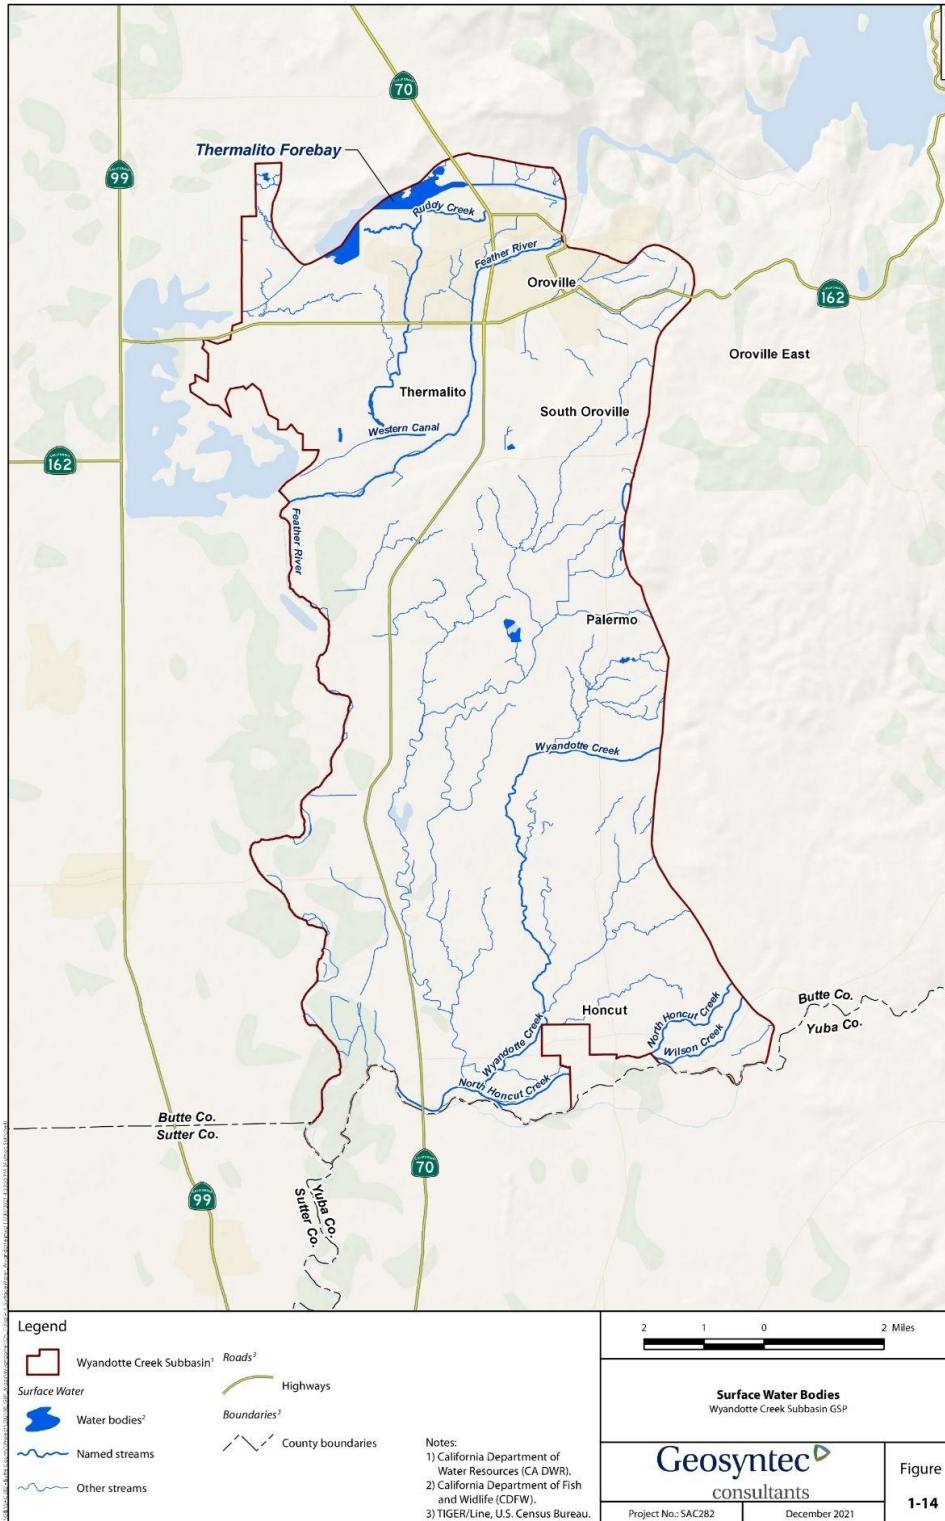 70
99
Thermalito Forebay
Ruddy Creek
Feather River
Oroville
162
Oroville East
Thermalito
South Oroville
Western Canal
162
Feather River
Palermo
Wyandotte Creek
Honcut
North Honcut Creek
Wilson Creek
Butte Co.
Yuba Co.
Wyandotte Creek
North Honcut Creek
Butte Co.
Sutter Co.
70
99
Yuba Co.
Sutter Co.
Legend
Wyandotte Creek Subbasin¹
Surface Water
Water bodies²
Named streams
Other streams
Roads³
Highways
Boundaries³
County boundaries
Notes:
1) California Department of
Water Resources (CA DWR).
2) California Department of Fish
and Widlife (CDFW).
3) TIGER/Line, U.S. Census Bureau.
2 1 0 2 Miles
Surface Water Bodies
Wyandotte Creek Subbasin GSP
Geosyntec
consultants
Project No.: SAC282
December 2021
Figure
1-14